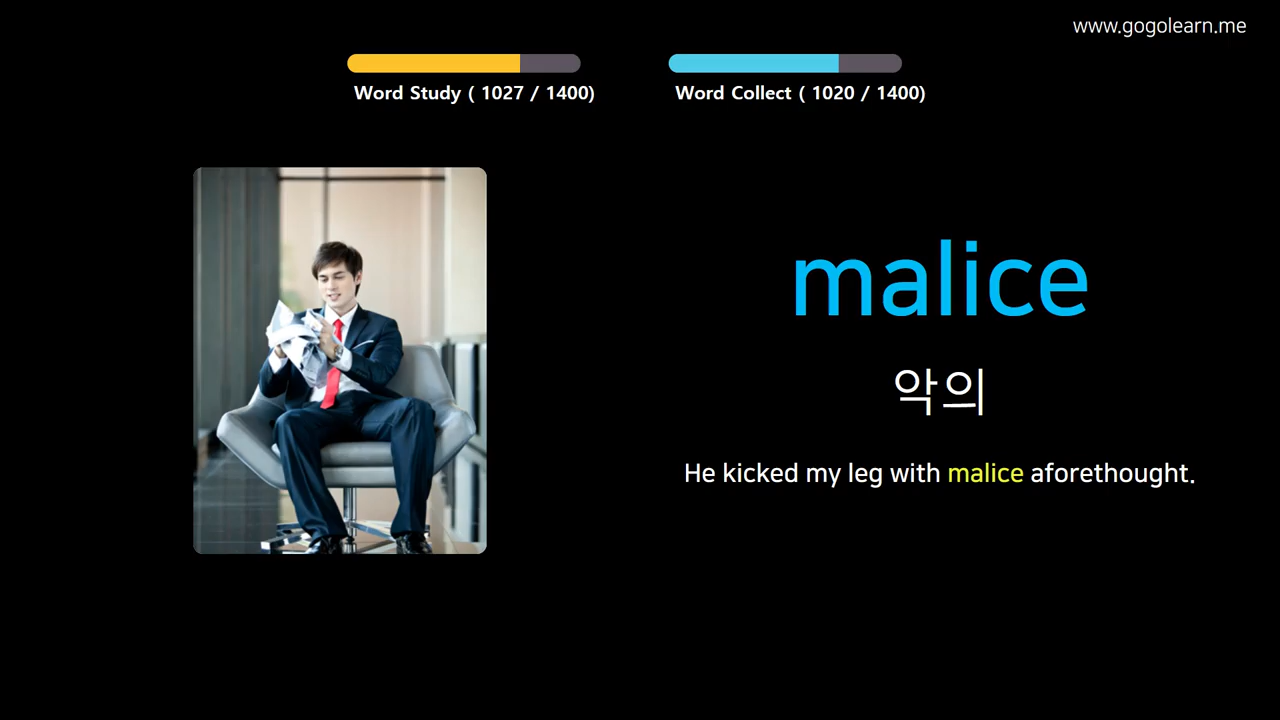 www.gogolearn.me
Word Study ( 1027 / 1400)
Word Collect ( 1020 / 1400)
malice
악의
He kicked my leg with malice aforethought.